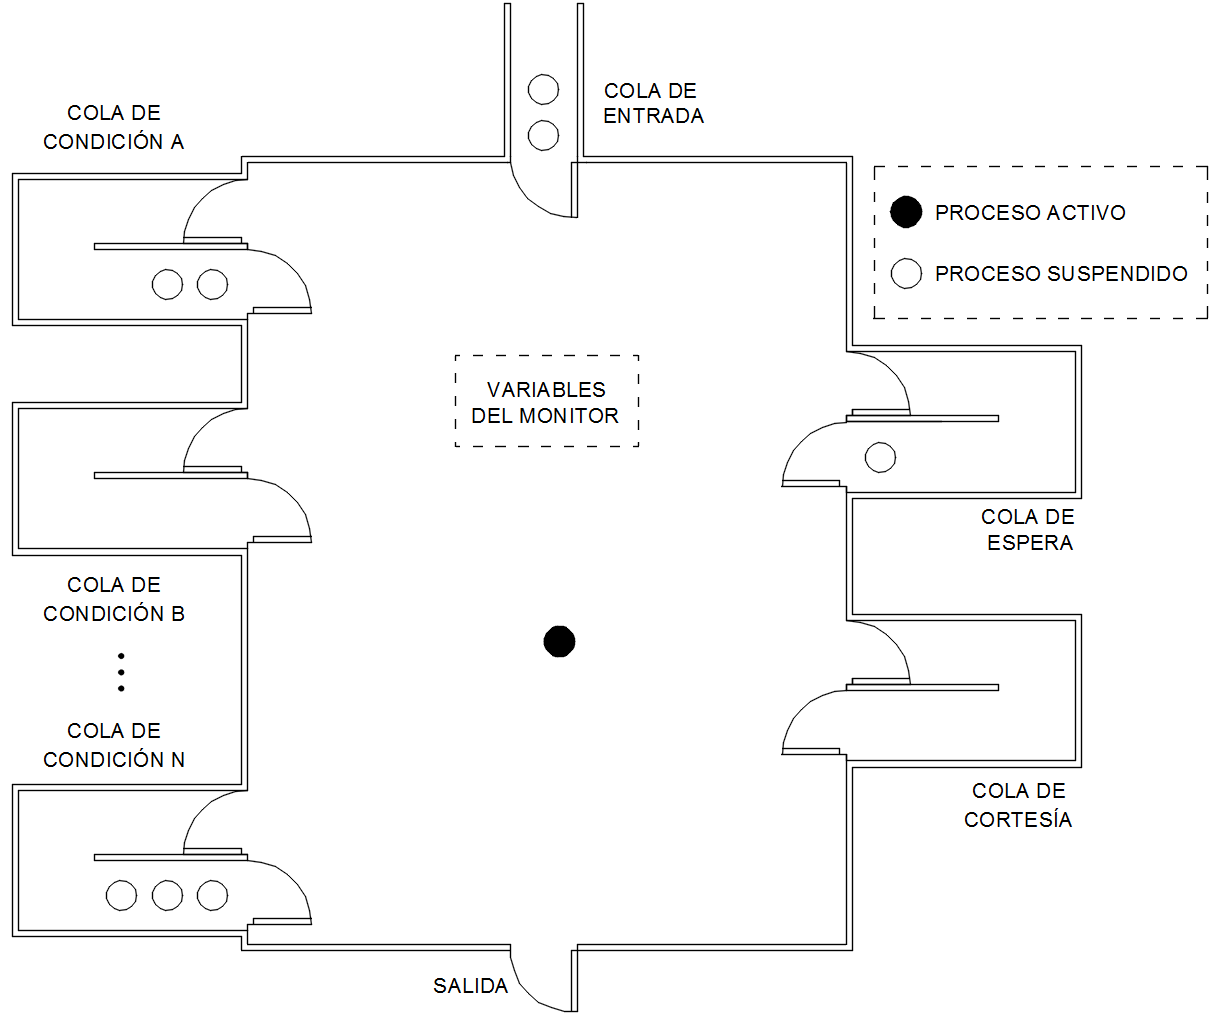 COLA DE
ENTRADA
COLA DE
CONDICIÓN A
PROCESO ACTIVO
PROCESO SUSPENDIDO
VARIABLES
DEL MONITOR
COLA DE
ESPERA
COLA DE
CONDICIÓN B
COLA DE
CONDICIÓN N
COLA DE
CORTESÍA
SALIDA